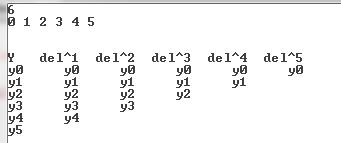 6
0 1 2 3 4 5
Y del^1 del^2 del^3 del^4 del^5
y0 y0 y0 y0 y0 y0
y1 y1 y1 y1 y1
y2 y2 y2 y2
y3 y3 y3
y4 y4
y5